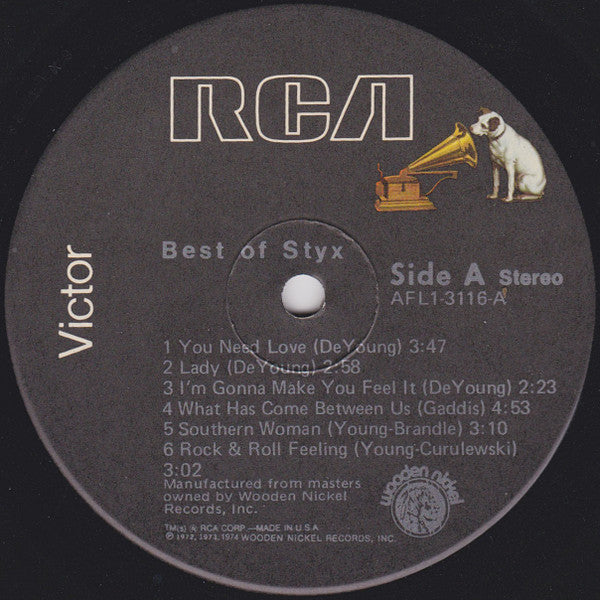 RCA
Victor
Best of Styx
Side A Stereo
AFL1-3116-A
1 You Need Love (DeYoung) 3:47
2 Lady (DeYoung) 2:58
3 I'm Gonna Make You Feel It (DeYoung) 2:23
4 What Has Come Between Us (Gaddis) 4:53
5 Southern Woman (Young-Brandle) 3:10
6 Rock & Roll Feeling (Young-Curulewski)
3:02
Manufactured from masters
owned by Wooden Nickel
Records, Inc.
wooden nickel
TM(s) ® RCA CORP.—MADE IN U.S.A
℗ 1972, 1973, 1974 WOODEN NICKEL RECORDS, INC.